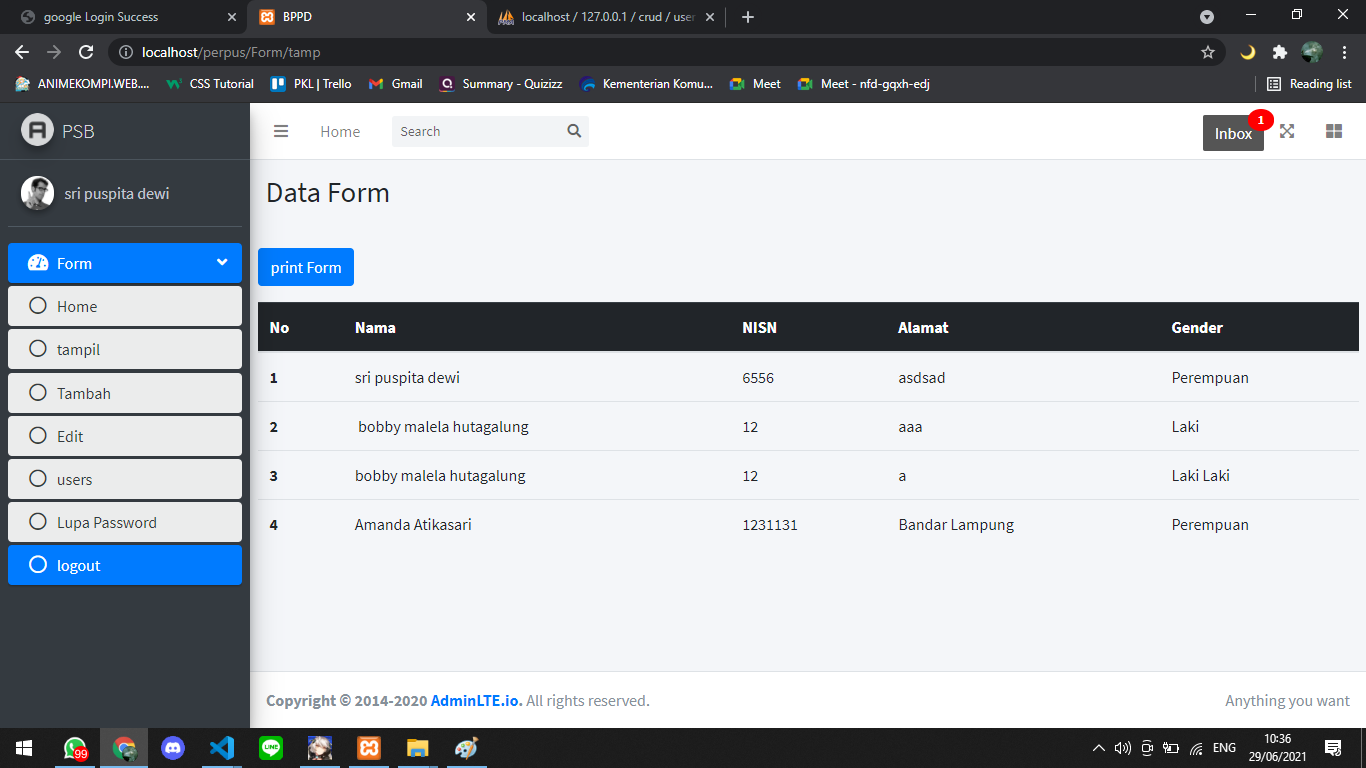 google Login Success
BPPD
localhost / 127.0.0.1 / crud / user
localhost/perpus/Form/tamp
ANIMEKOMPI.WEB....
CSS Tutorial
PKL | Trello
Gmail
Summary - Quizizz
Kementerian Komu...
Meet
Meet - nfd-gqxh-edj
Reading list
PSB
Home
Search
Inbox
1
sri puspita dewi
Form
Home
tampil
Tambah
Edit
users
Lupa Password
logout
Data Form
print Form
No Nama NISN Alamat Gender
1 sri puspita dewi 6556 asdsad Perempuan
2 bobby malela hutagalung 12 aaa Laki
3 bobby malela hutagalung 12 a Laki Laki
4 Amanda Atikasari 1231131 Bandar Lampung Perempuan
Copyright © 2014-2020 AdminLTE.io. All rights reserved.
Anything you want
99
LINE
ENG
10:36
29/06/2021